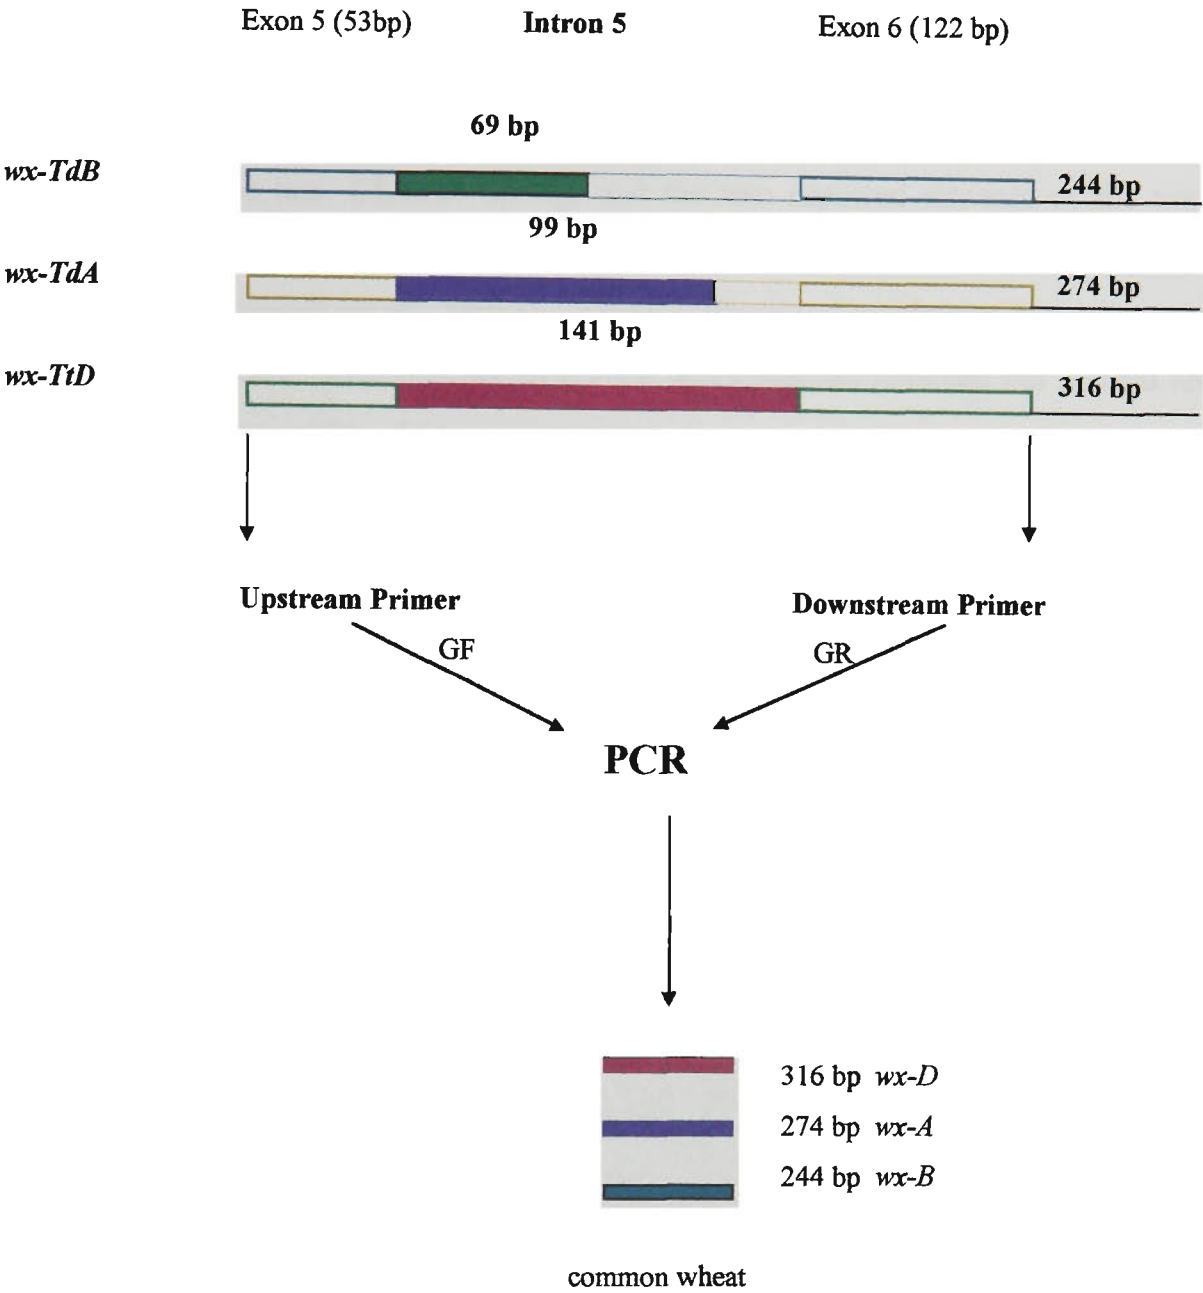 Exon 5 (53bp) Intron 5 Exon 6 (122 bp)
69 bp
wx-TdB 244 bp
99 bp
wx-TdA 274 bp
141 bp
wx-TtD 316 bp
Upstream Primer Downstream Primer
GF GR
PCR
316 bp wx-D
274 bp wx-A
244 bp wx-B
common wheat